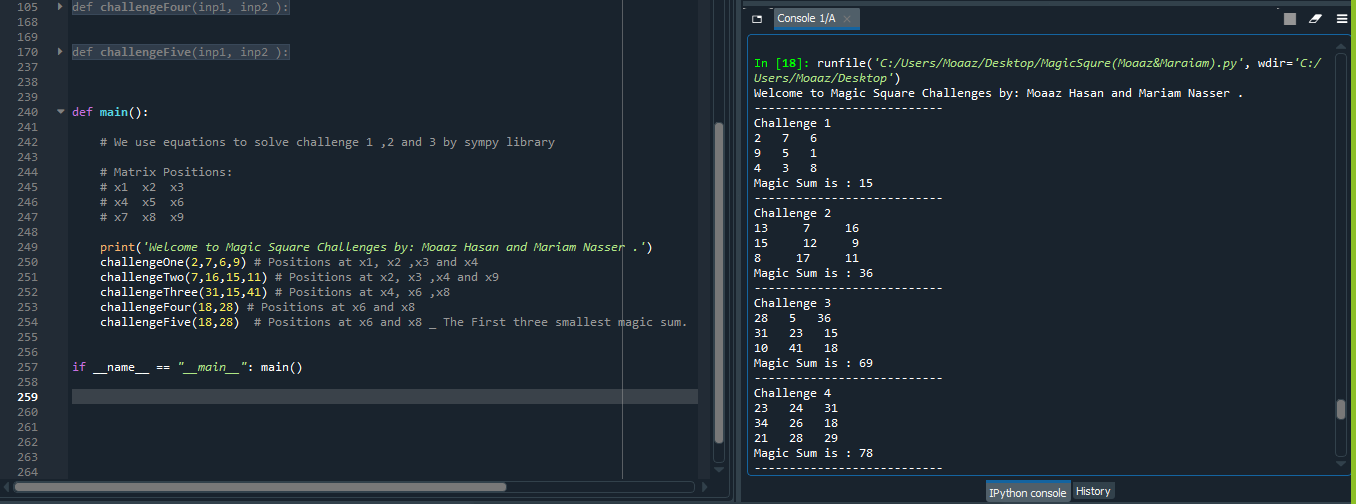 105 def challengeFour(inp1, inp2 ):
168
169
170 def challengeFive(inp1, inp2 ):
237
238
239
240 def main():
241
242 # We use equations to solve challenge 1 ,2 and 3 by sympy library
243
244 # Matrix Positions:
245 # x1 x2 x3
246 # x4 x5 x6
247 # x7 x8 x9
248
249 print('Welcome to Magic Square Challenges by: Moaaz Hasan and Mariam Nasser .')
250 challengeOne(2,7,6,9) # Positions at x1, x2 ,x3 and x4
251 challengeTwo(7,16,15,11) # Positions at x2, x3 ,x4 and x9
252 challengeThree(31,15,41) # Positions at x4, x6 ,x8
253 challengeFour(18,28) # Positions at x6 and x8
254 challengeFive(18,28) # Positions at x6 and x8 _ The First three smallest magic sum.
255
256
257 if __name__ == "__main__": main()
258
259
260
261
262
263
264
Console 1/A
In [18]: runfile('C:/Users/Moaaz/Desktop/MagicSqure(Moaaz&Maraiam).py', wdir='C:/
Users/Moaaz/Desktop')
Welcome to Magic Square Challenges by: Moaaz Hasan and Mariam Nasser .
---------------------------
Challenge 1
2 7 6
9 5 1
4 3 8
Magic Sum is : 15
---------------------------
Challenge 2
13 7 16
15 12 9
8 17 11
Magic Sum is : 36
---------------------------
Challenge 3
28 5 36
31 23 15
10 41 18
Magic Sum is : 69
---------------------------
Challenge 4
23 24 31
34 26 18
21 28 29
Magic Sum is : 78
---------------------------
IPython console History